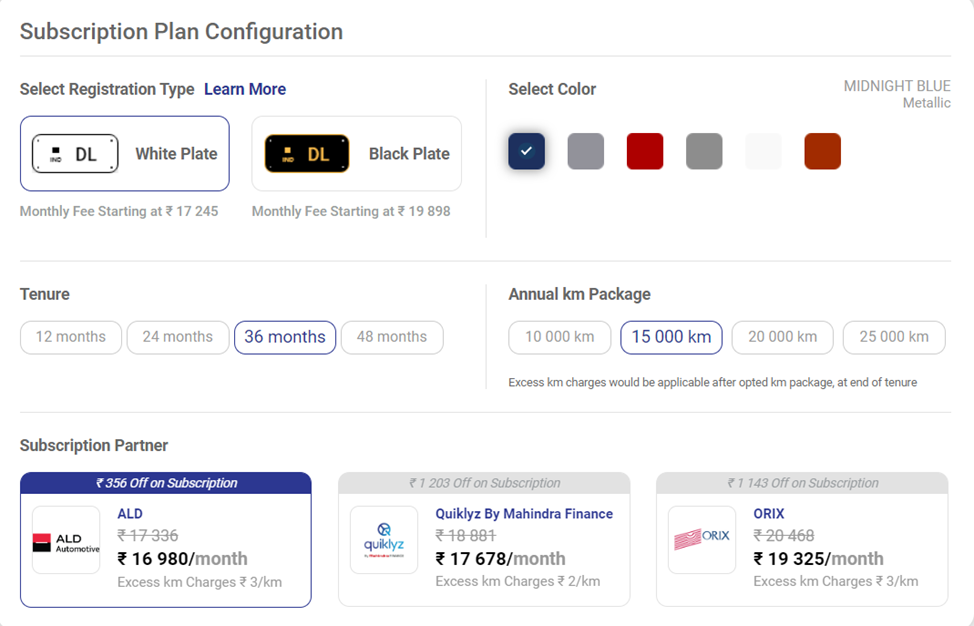 Subscription Plan Configuration
Select Registration Type Learn More
IND DL White Plate
IND DL Black Plate
Monthly Fee Starting at ₹ 17 245
Monthly Fee Starting at ₹ 19 898
Select Color
MIDNIGHT BLUE
Metallic
Tenure
12 months 24 months 36 months 48 months
Annual km Package
10 000 km 15 000 km 20 000 km 25 000 km
Excess km charges would be applicable after opted km package, at end of tenure
Subscription Partner
₹ 356 Off on Subscription
ALD
Automotive
ALD
₹ 17 336
₹ 16 980/month
Excess km Charges ₹ 3/km
₹ 1 203 Off on Subscription
quiklyz
Quiklyz By Mahindra Finance
₹ 18 881
₹ 17 678/month
Excess km Charges ₹ 2/km
₹ 1 143 Off on Subscription
ORIX
ORIX
₹ 20 468
₹ 19 325/month
Excess km Charges ₹ 3/km